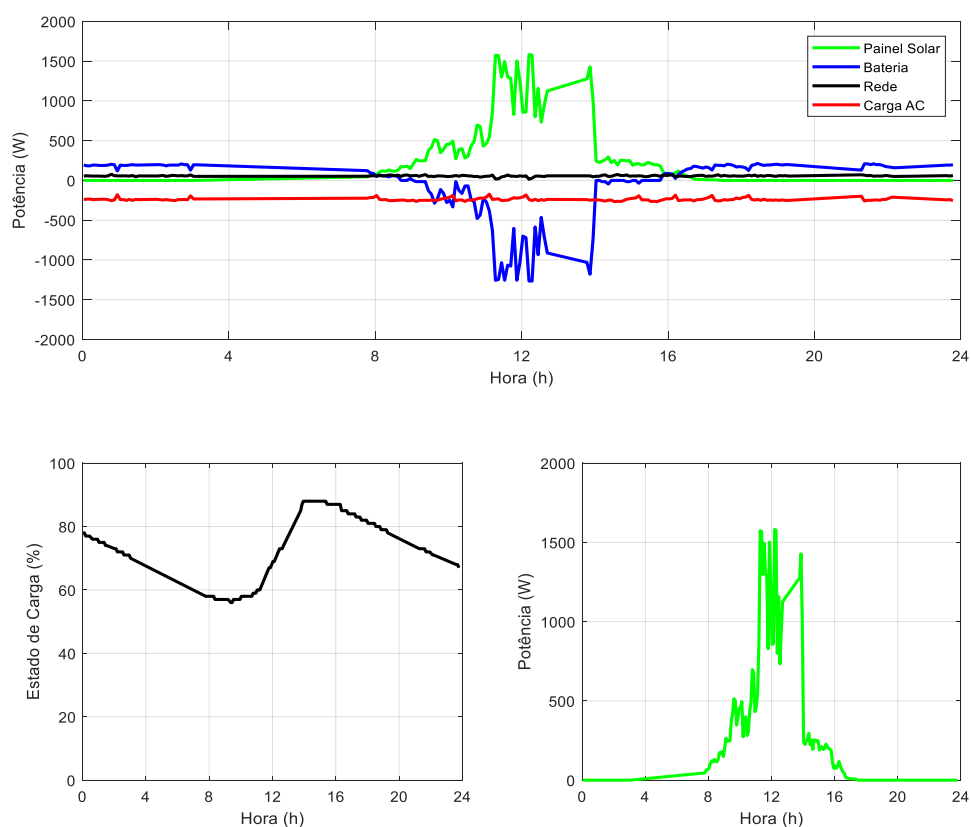 2000
1500
1000
500
0
-500
-1000
-1500
-2000
Potência (W)
Painel Solar
Bateria
Rede
Carga AC
0 4 8 12 16 20 24
Hora (h)
100
80
60
40
20
0
Estado de Carga (%)
0 4 8 12 16 20 24
Hora (h)
2000
1500
1000
500
0
Potência (W)
0 4 8 12 16 20 24
Hora (h)